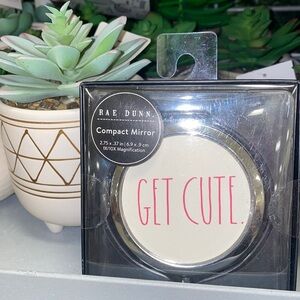 RAE DUNN.
Compact Mirror
2.75 x .37 in | 6.9 x .9 cm
1X/10X Magnification
GET CUTE.